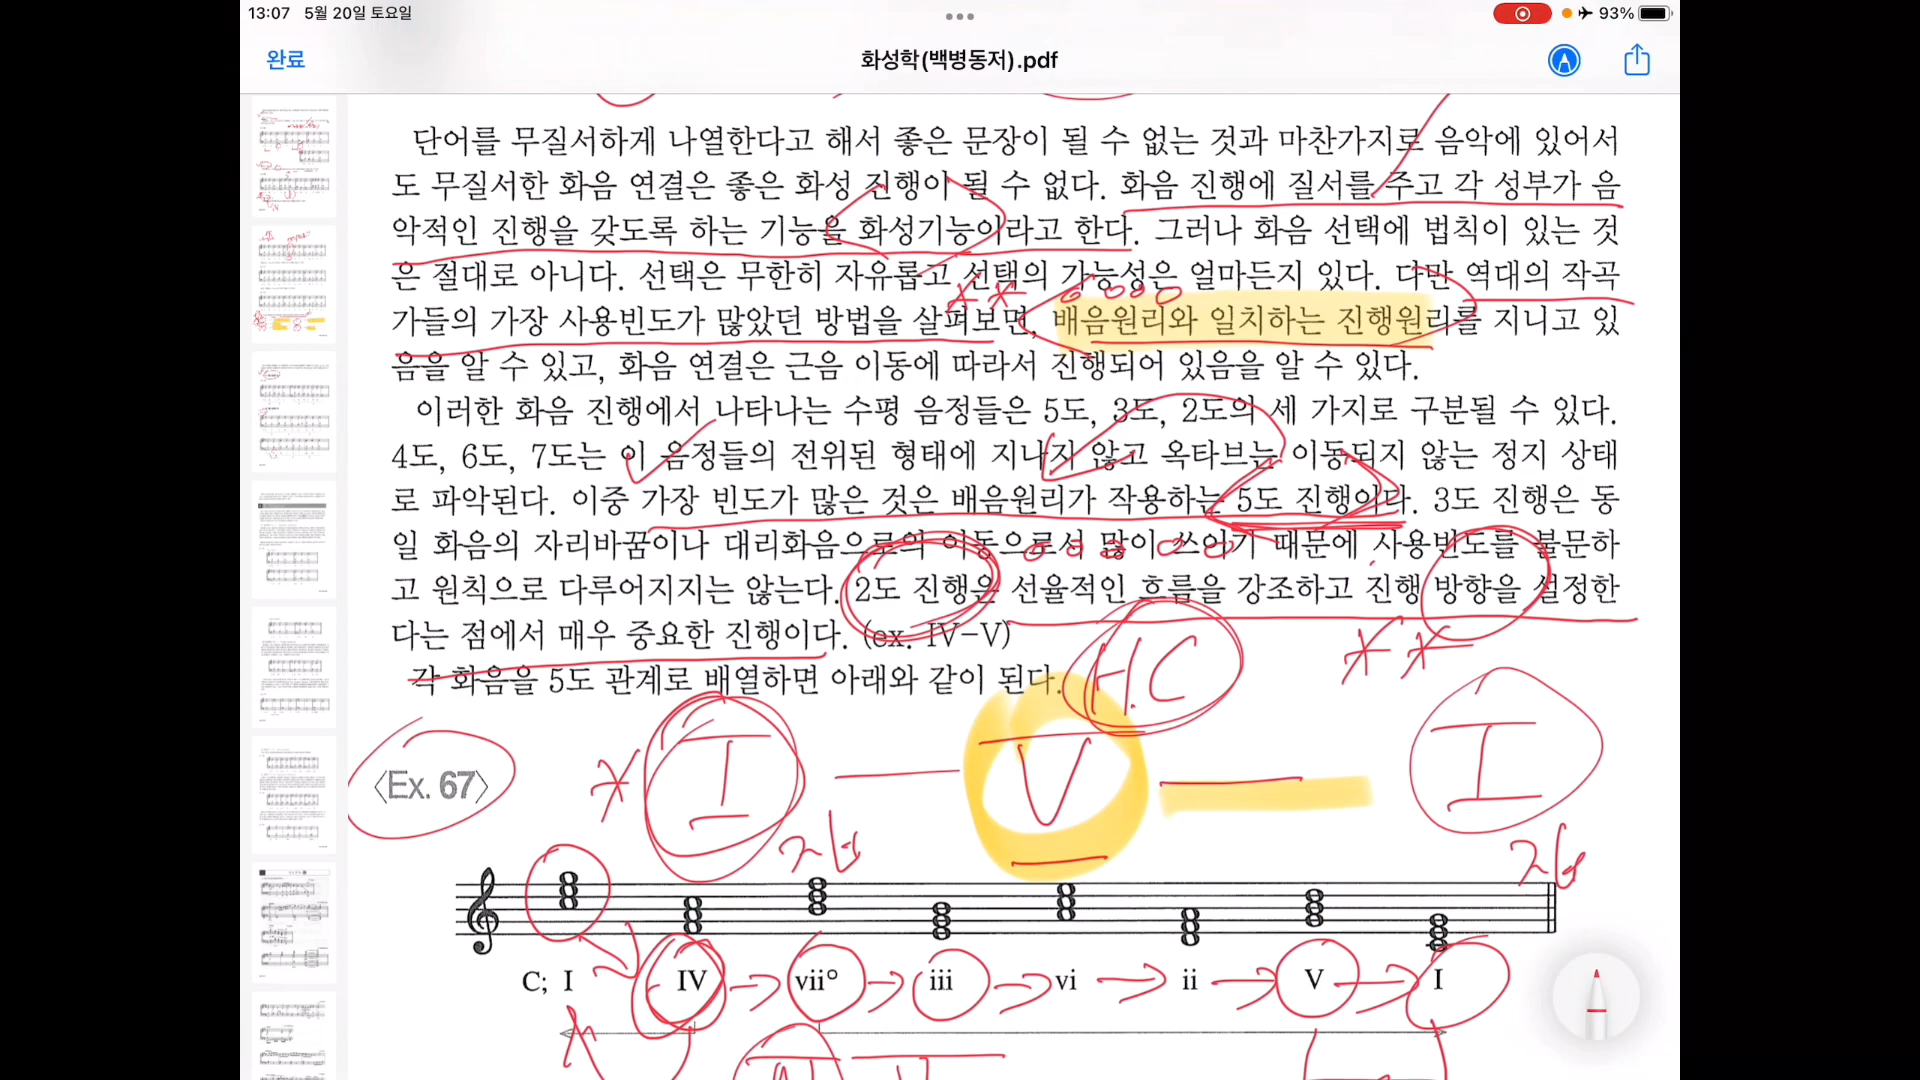 13:07 5월 20일 토요일
93%
완료
화성학(백병동저).pdf
단어를 무질서하게 나열한다고 해서 좋은 문장이 될 수 없는 것과 마찬가지로 음악에 있어서
도 무질서한 화음 연결은 좋은 화성 진행이 될 수 없다. 화음 진행에 질서를 주고 각 성부가 음
악적인 진행을 갖도록 하는 기능을 화성기능이라고 한다. 그러나 화음 선택에 법칙이 있는 것
은 절대로 아니다. 선택은 무한히 자유롭고 선택의 가능성은 얼마든지 있다. 다만 역대의 작곡
가들의 가장 사용빈도가 많았던 방법을 살펴보면, 배음원리와 일치하는 진행원리를 지니고 있
음을 알 수 있고, 화음 연결은 근음 이동에 따라서 진행되어 있음을 알 수 있다.
이러한 화음 진행에서 나타나는 수평 음정들은 5도, 3도, 2도의 세 가지로 구분될 수 있다.
4도, 6도, 7도는 이 음정들의 전위된 형태에 지나지 않고 옥타브는 이동되지 않는 정지 상태
로 파악된다. 이중 가장 빈도가 많은 것은 배음원리가 작용하는 5도 진행이다. 3도 진행은 동
일 화음의 자리바꿈이나 대리화음으로의 이동으로서 많이 쓰이기 때문에 사용빈도를 불문하
고 원칙으로 다루어지지는 않는다. 2도 진행은 선율적인 흐름을 강조하고 진행 방향을 설정한
다는 점에서 매우 중요한 진행이다. (ex. IV-V)
각 화음을 5도 관계로 배열하면 아래와 같이 된다.
H.C
〈Ex. 67〉
I V I
C; I IV vii° iii vi ii V I